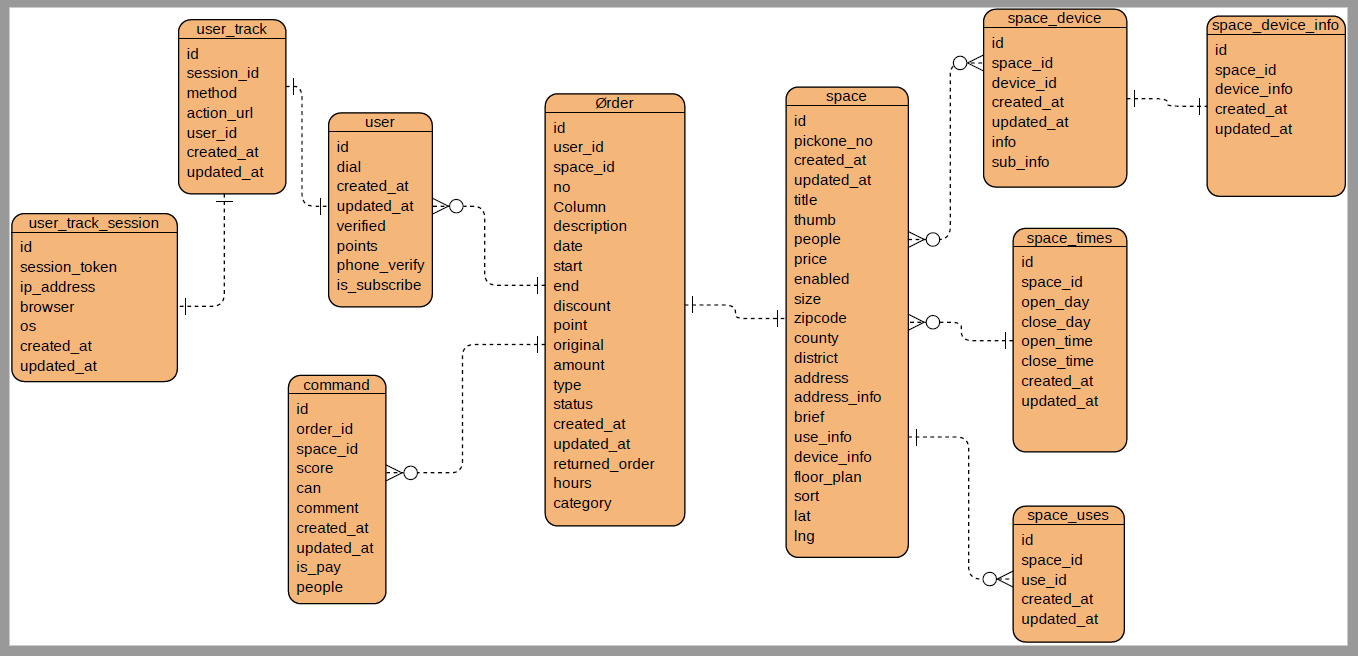 user_track
id
session_id
method
action_url
user_id
created_at
updated_at
user_track_session
id
session_token
ip_address
browser
os
created_at
updated_at
user
id
dial
created_at
updated_at
verified
points
phone_verify
is_subscribe
command
id
order_id
space_id
score
can
comment
created_at
updated_at
is_pay
people
Ørder
id
user_id
space_id
no
Column
description
date
start
end
discount
point
original
amount
type
status
created_at
updated_at
returned_order
hours
category
space
id
pickone_no
created_at
updated_at
title
thumb
people
price
enabled
size
zipcode
county
district
address
address_info
brief
use_info
device_info
floor_plan
sort
lat
lng
space_device
id
space_id
device_id
created_at
updated_at
info
sub_info
space_device_info
id
space_id
device_info
created_at
updated_at
space_times
id
space_id
open_day
close_day
open_time
close_time
created_at
updated_at
space_uses
id
space_id
use_id
created_at
updated_at